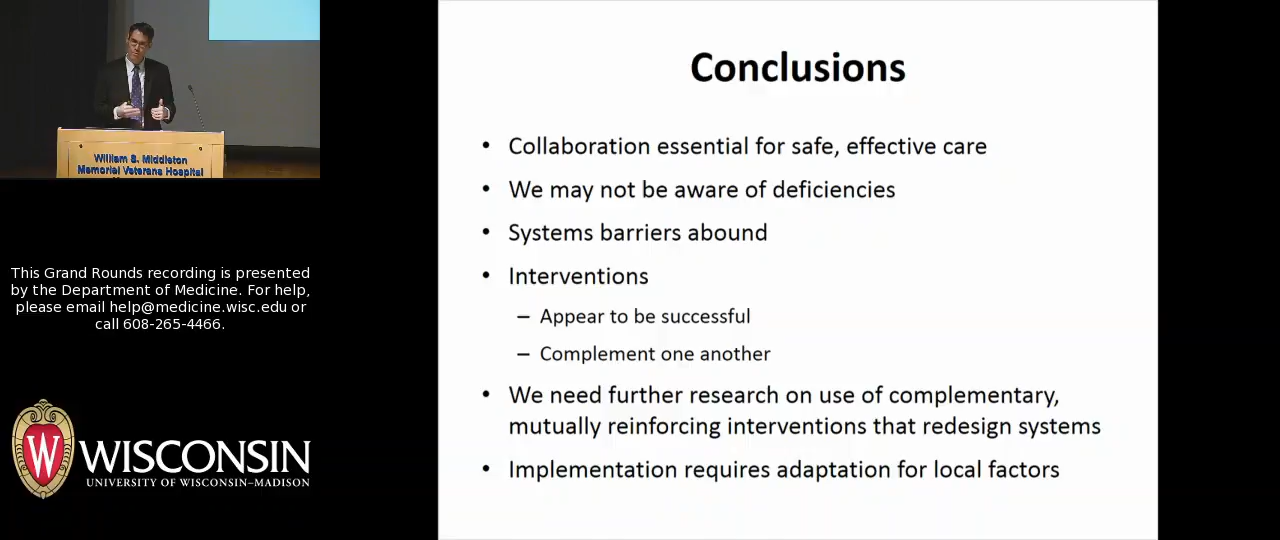 William S. Middleton
Memorial Veterans Hospital
This Grand Rounds recording is presented
by the Department of Medicine. For help,
please email help@medicine.wisc.edu or
call 608-265-4466.
W
WISCONSIN
UNIVERSITY OF WISCONSIN–MADISON
Conclusions
• Collaboration essential for safe, effective care
• We may not be aware of deficiencies
• Systems barriers abound
• Interventions
– Appear to be successful
– Complement one another
• We need further research on use of complementary,
mutually reinforcing interventions that redesign systems
• Implementation requires adaptation for local factors